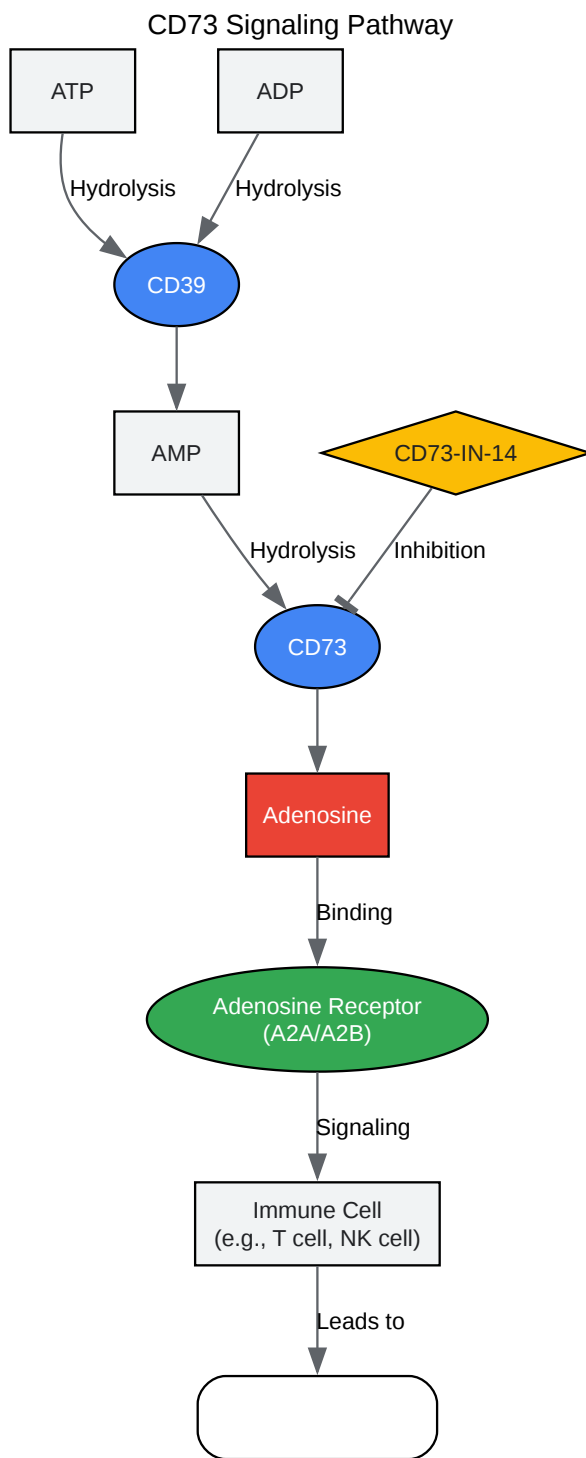 CD73 Signaling Pathway
ATP
ADP
Hydrolysis
Hydrolysis
CD39
AMP
CD73-IN-14
Hydrolysis
Inhibition
CD73
Adenosine
Binding
Adenosine Receptor
(A2A/A2B)
Signaling
Immune Cell
(e.g., T cell, NK cell)
Leads to